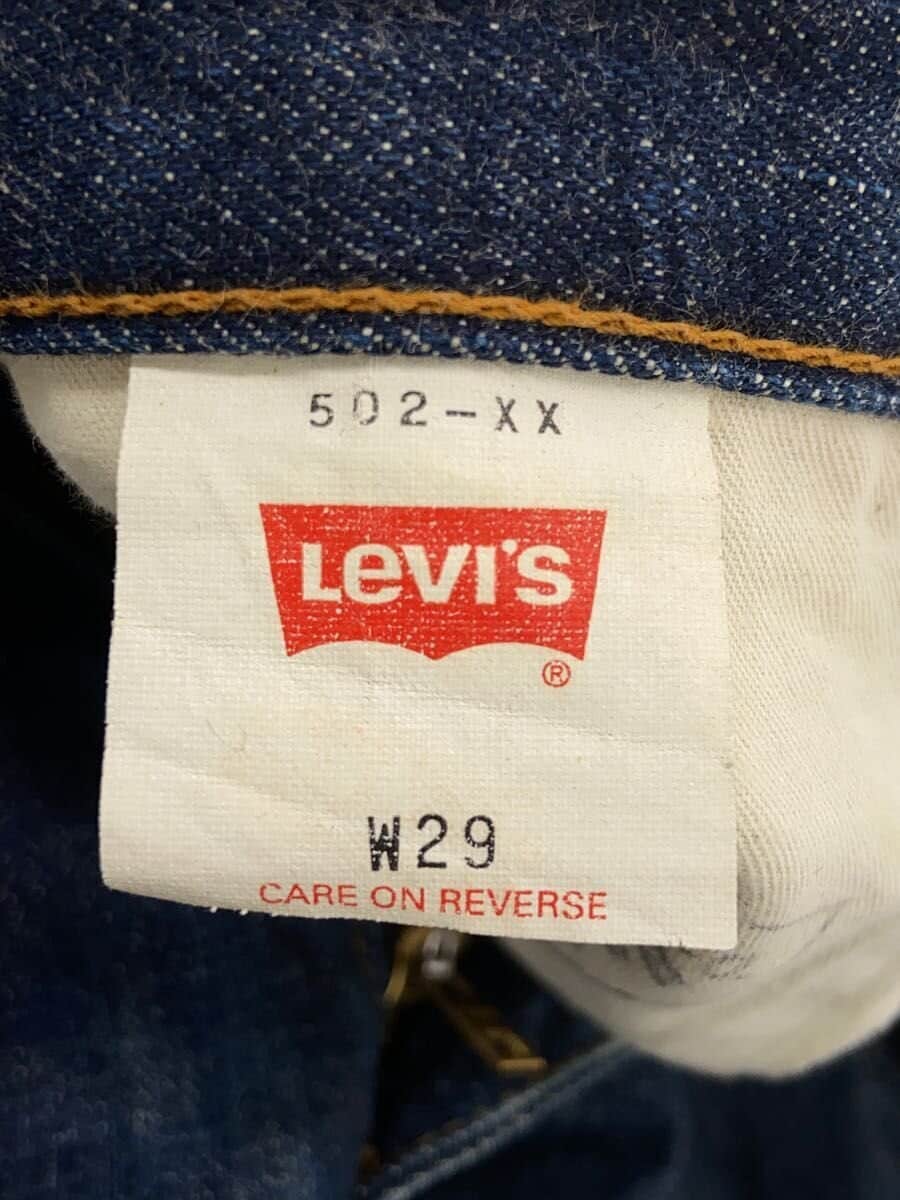 502-XX
LEVI'S
®
W29
CARE ON REVERSE